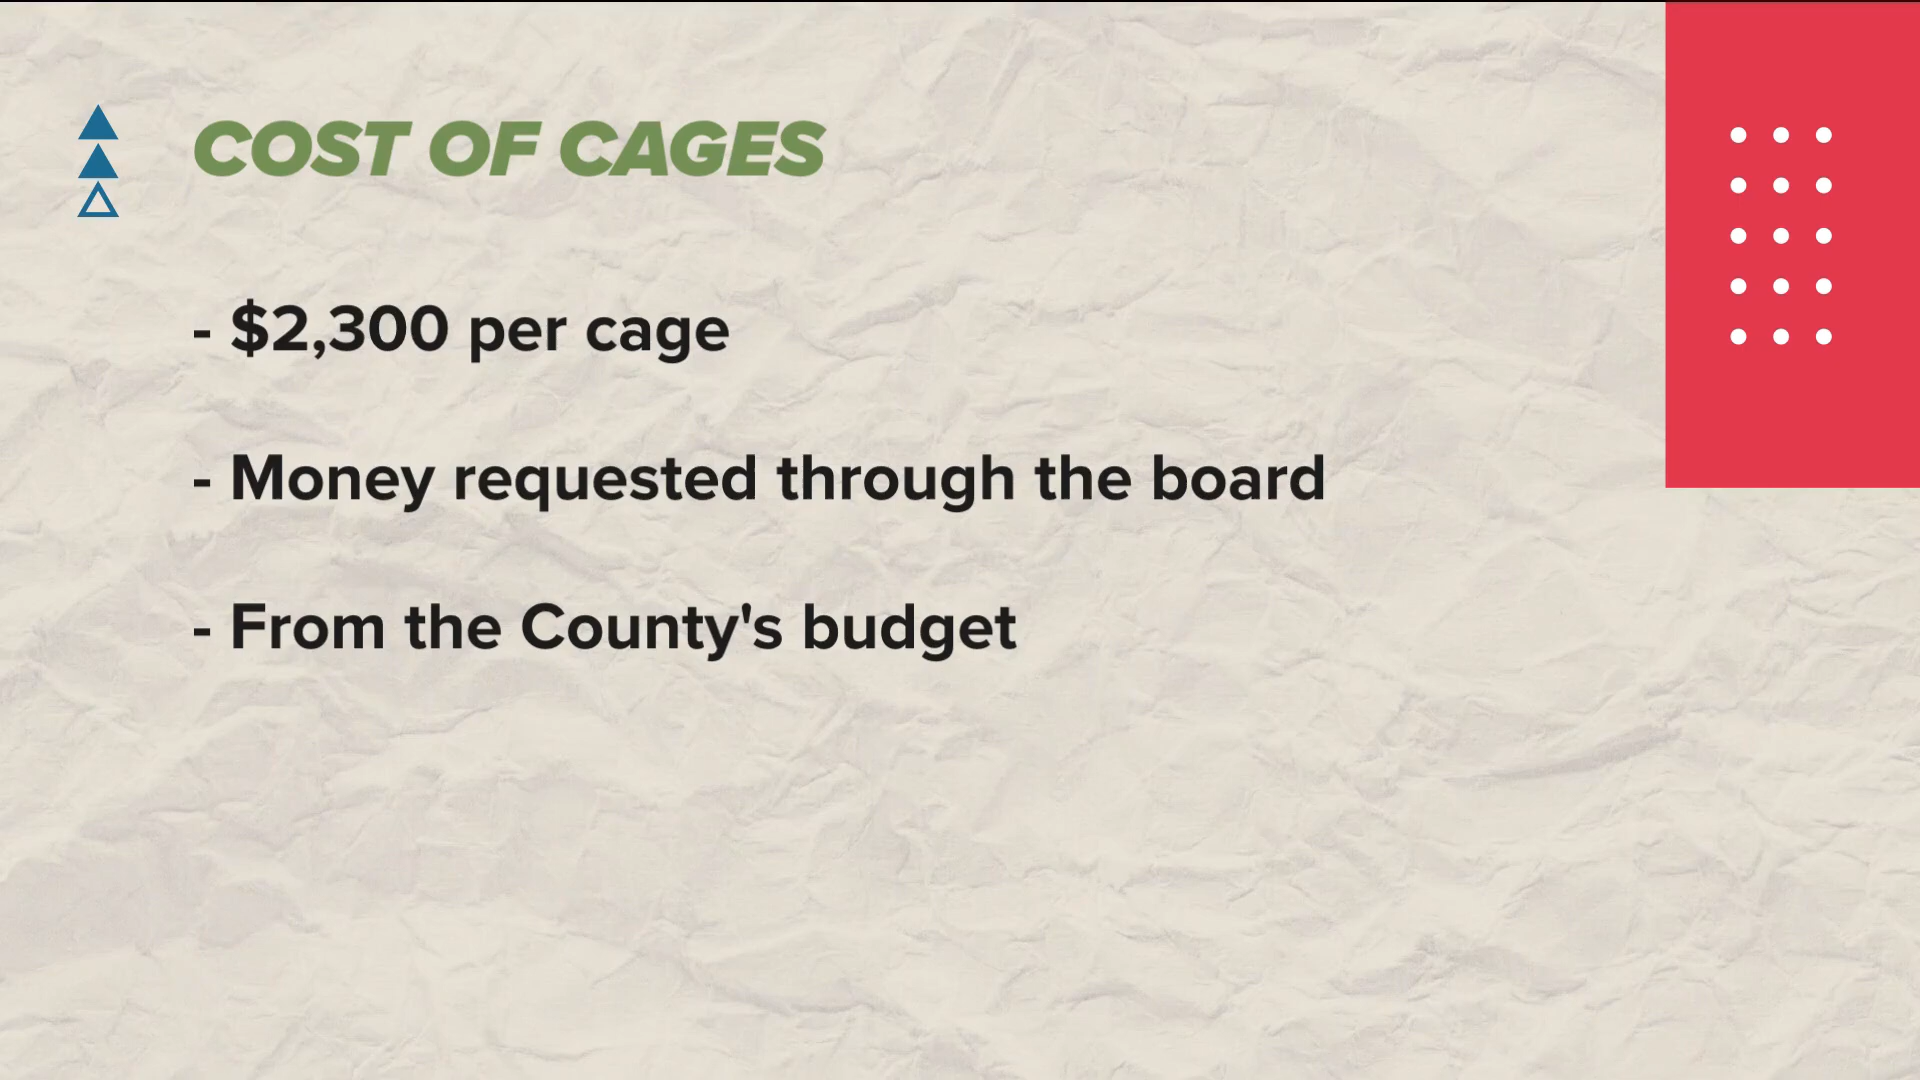 COST OF CAGES
- $2,300 per cage
- Money requested through the board
- From the County's budget